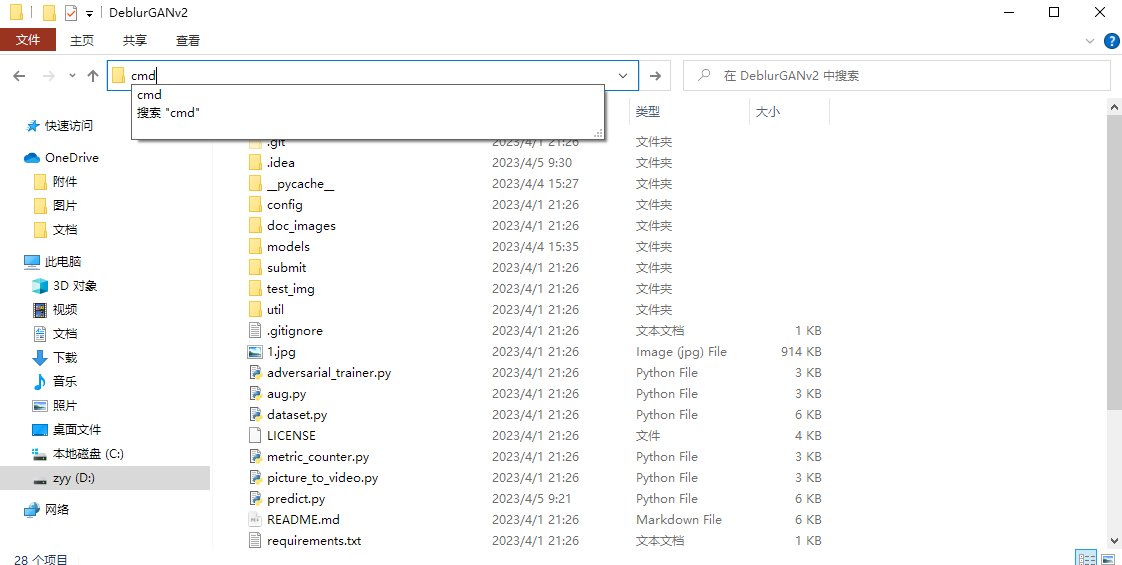 DeblurGANv2
文件 主页 共享 查看
cmd 在 DeblurGANv2 中搜索
cmd
搜索 "cmd"
类型 大小
快速访问
OneDrive
附件
图片
文档
此电脑
3D 对象
视频
文档
下载
音乐
照片
桌面文件
本地磁盘 (C:)
zyy (D:)
网络
.git 2023/4/1 21:26 文件夹
.idea 2023/4/5 9:30 文件夹
__pycache__ 2023/4/4 15:27 文件夹
config 2023/4/1 21:26 文件夹
doc_images 2023/4/1 21:26 文件夹
models 2023/4/4 15:35 文件夹
submit 2023/4/1 21:26 文件夹
test_img 2023/4/1 21:26 文件夹
util 2023/4/1 21:26 文件夹
.gitignore 2023/4/1 21:26 文本文档 1 KB
1.jpg 2023/4/1 21:26 Image (jpg) File 914 KB
adversarial_trainer.py 2023/4/1 21:26 Python File 3 KB
aug.py 2023/4/1 21:26 Python File 3 KB
dataset.py 2023/4/1 21:26 Python File 6 KB
LICENSE 2023/4/1 21:26 文件 4 KB
metric_counter.py 2023/4/1 21:26 Python File 3 KB
picture_to_video.py 2023/4/1 21:26 Python File 3 KB
predict.py 2023/4/5 9:21 Python File 6 KB
README.md 2023/4/1 21:26 Markdown File 6 KB
requirements.txt 2023/4/1 21:26 文本文档 1 KB
28 个项目